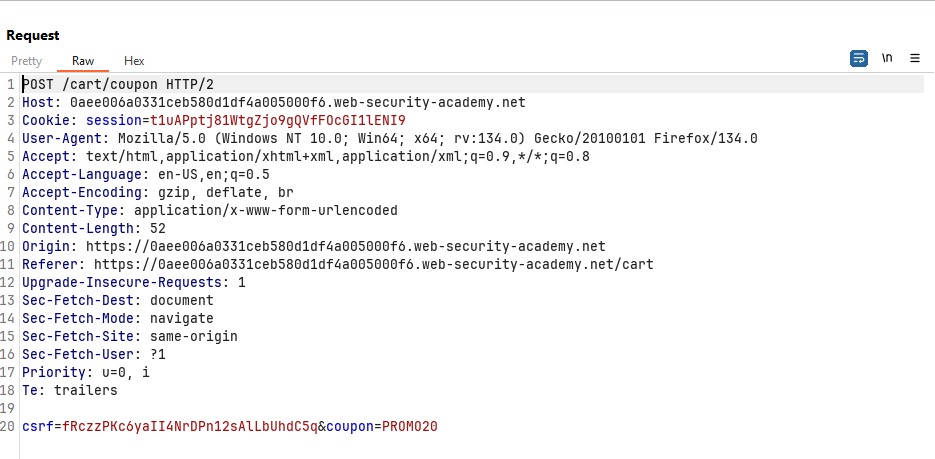 Request
Pretty Raw Hex \n
1 POST /cart/coupon HTTP/2
2 Host: 0aee006a0331ceb580d1df4a005000f6.web-security-academy.net
3 Cookie: session=t1uAPptj81WtgZjo9gQVfFOcGI1lENI9
4 User-Agent: Mozilla/5.0 (Windows NT 10.0; Win64; x64; rv:134.0) Gecko/20100101 Firefox/134.0
5 Accept: text/html,application/xhtml+xml,application/xml;q=0.9,*/*;q=0.8
6 Accept-Language: en-US,en;q=0.5
7 Accept-Encoding: gzip, deflate, br
8 Content-Type: application/x-www-form-urlencoded
9 Content-Length: 52
10 Origin: https://0aee006a0331ceb580d1df4a005000f6.web-security-academy.net
11 Referer: https://0aee006a0331ceb580d1df4a005000f6.web-security-academy.net/cart
12 Upgrade-Insecure-Requests: 1
13 Sec-Fetch-Dest: document
14 Sec-Fetch-Mode: navigate
15 Sec-Fetch-Site: same-origin
16 Sec-Fetch-User: ?1
17 Priority: u=0, i
18 Te: trailers
19
20 csrf=fRczzPKc6yaII4NrDPn12sAlLbUhdC5q&coupon=PROMO20